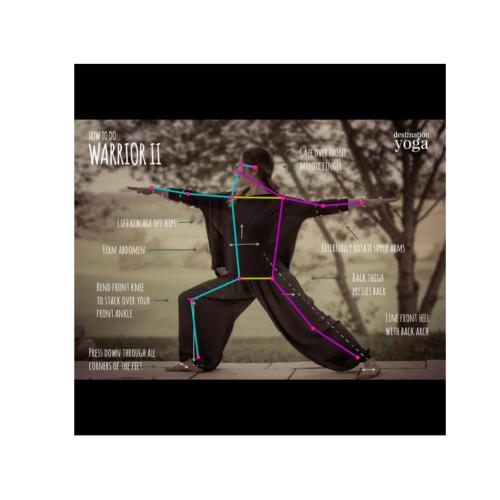 HOW TO DO
WARRIOR II
destination
yoga
GAZE OVER FRONT
MIDDLE FINGER
LIFT RIBCAGE OFF HIPS
FIRM ABDOMEN
EXTERNALLY ROTATE UPPER ARMS
BEND FRONT KNEE
TO STACK OVER YOUR
FRONT ANKLE
BACK THIGH
PRESSES BACK
LINE FRONT HEEL
WITH BACK ARCH
PRESS DOWN THROUGH ALL
CORNERS OF THE FEET